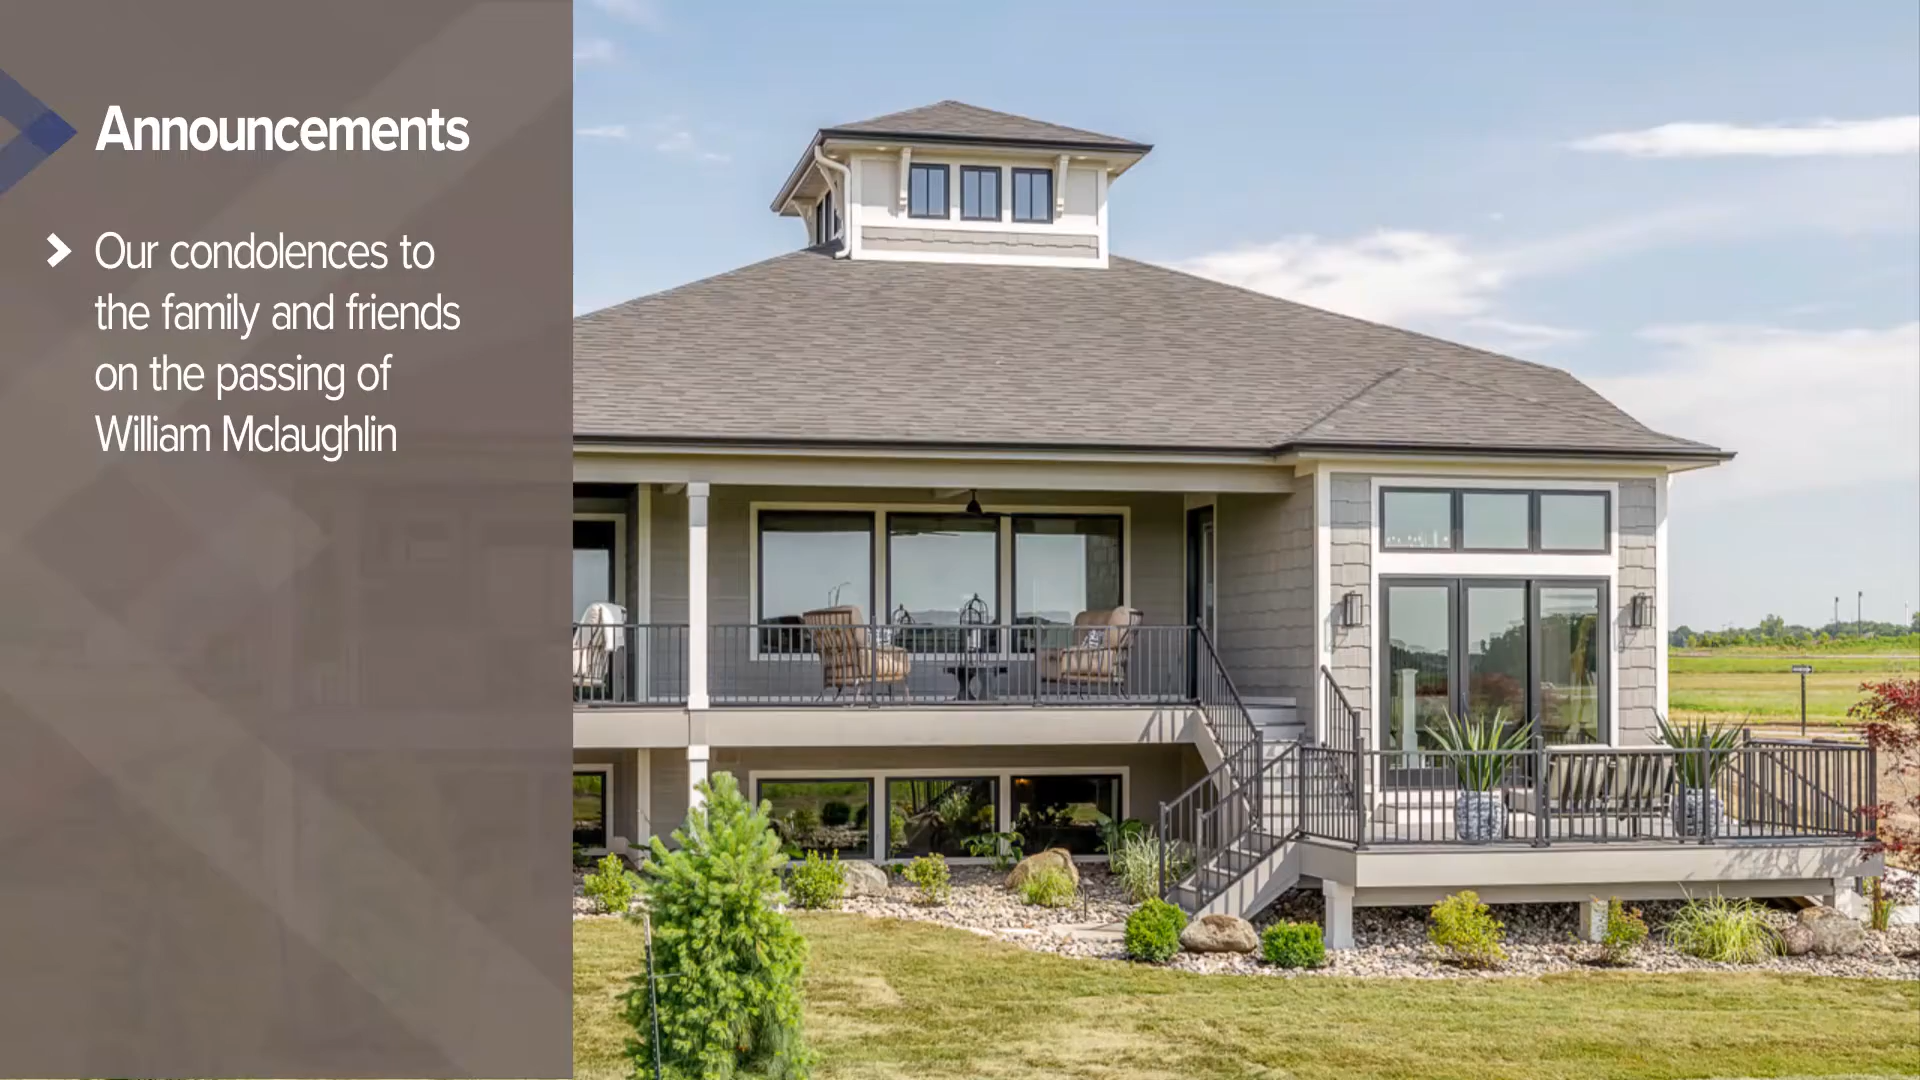 Announcements
Our condolences to
the family and friends
on the passing of
William Mclaughlin